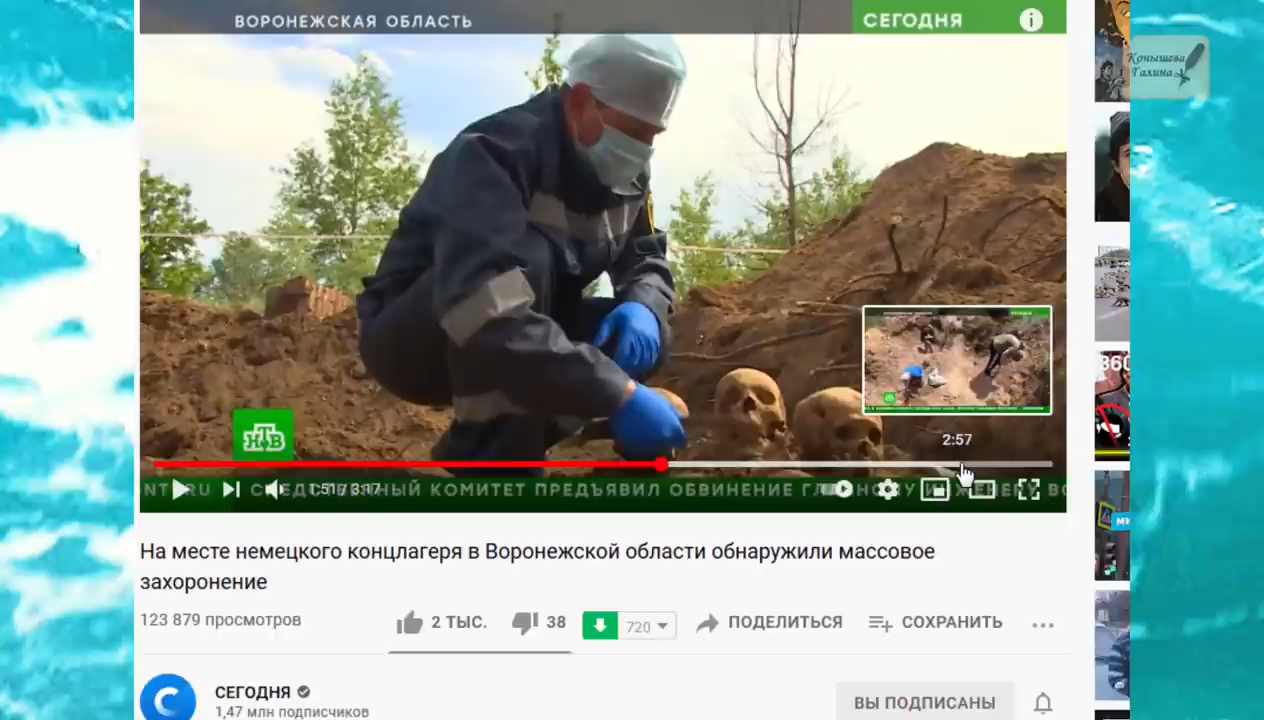 ВОРОНЕЖСКАЯ ОБЛАСТЬ
СЕГОДНЯ
Конышева
Галина
360
НТВ
2:57
1:51 / 3:17
КОМИТЕТ ПРЕДЪЯВИЛ ОБВИНЕНИЕ
На месте немецкого концлагеря в Воронежской области обнаружили массовое
захоронение
123 879 просмотров
2 ТЫС.
38
720
ПОДЕЛИТЬСЯ
СОХРАНИТЬ
СЕГОДНЯ
1,47 млн подписчиков
ВЫ ПОДПИСАНЫ